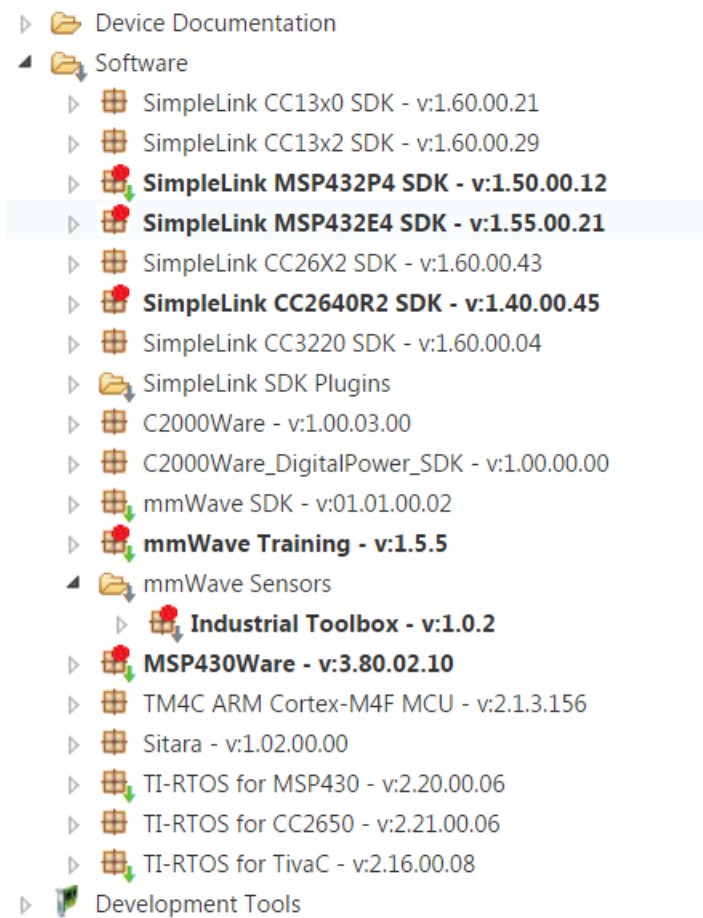 Device Documentation
Software
SimpleLink CC13x0 SDK - v:1.60.00.21
SimpleLink CC13x2 SDK - v:1.60.00.29
SimpleLink MSP432P4 SDK - v:1.50.00.12
SimpleLink MSP432E4 SDK - v:1.55.00.21
SimpleLink CC26X2 SDK - v:1.60.00.43
SimpleLink CC2640R2 SDK - v:1.40.00.45
SimpleLink CC3220 SDK - v:1.60.00.04
SimpleLink SDK Plugins
C2000Ware - v:1.00.03.00
C2000Ware_DigitalPower_SDK - v:1.00.00.00
mmWave SDK - v:01.01.00.02
mmWave Training - v:1.5.5
mmWave Sensors
Industrial Toolbox - v:1.0.2
MSP430Ware - v:3.80.02.10
TM4C ARM Cortex-M4F MCU - v:2.1.3.156
Sitara - v:1.02.00.00
TI-RTOS for MSP430 - v:2.20.00.06
TI-RTOS for CC2650 - v:2.21.00.06
TI-RTOS for TivaC - v:2.16.00.08
Development Tools